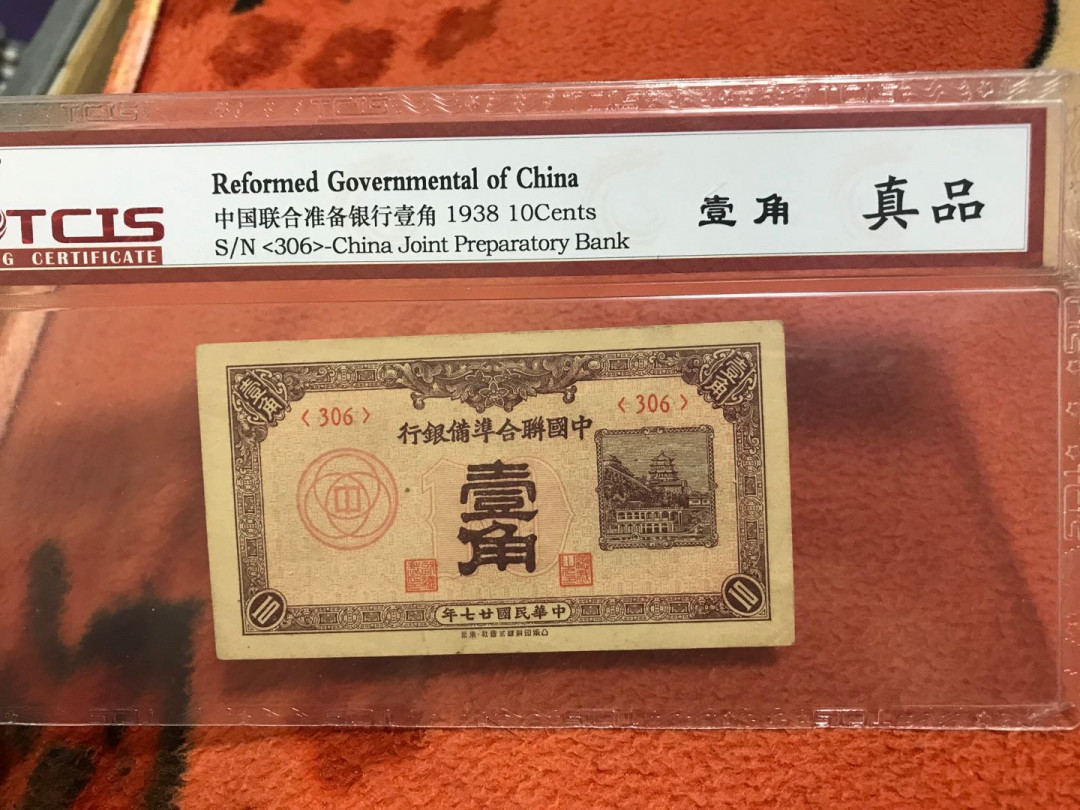 TCIS
G CERTIFICATE
Reformed Governmental of China
中国联合准备银行壹角 1938 10Cents
S/N <306>-China Joint Preparatory Bank
壹角 真品
壹角
壹角
<306>
<306>
中國聯合準備銀行
壹角
中華民國廿七年
10
10